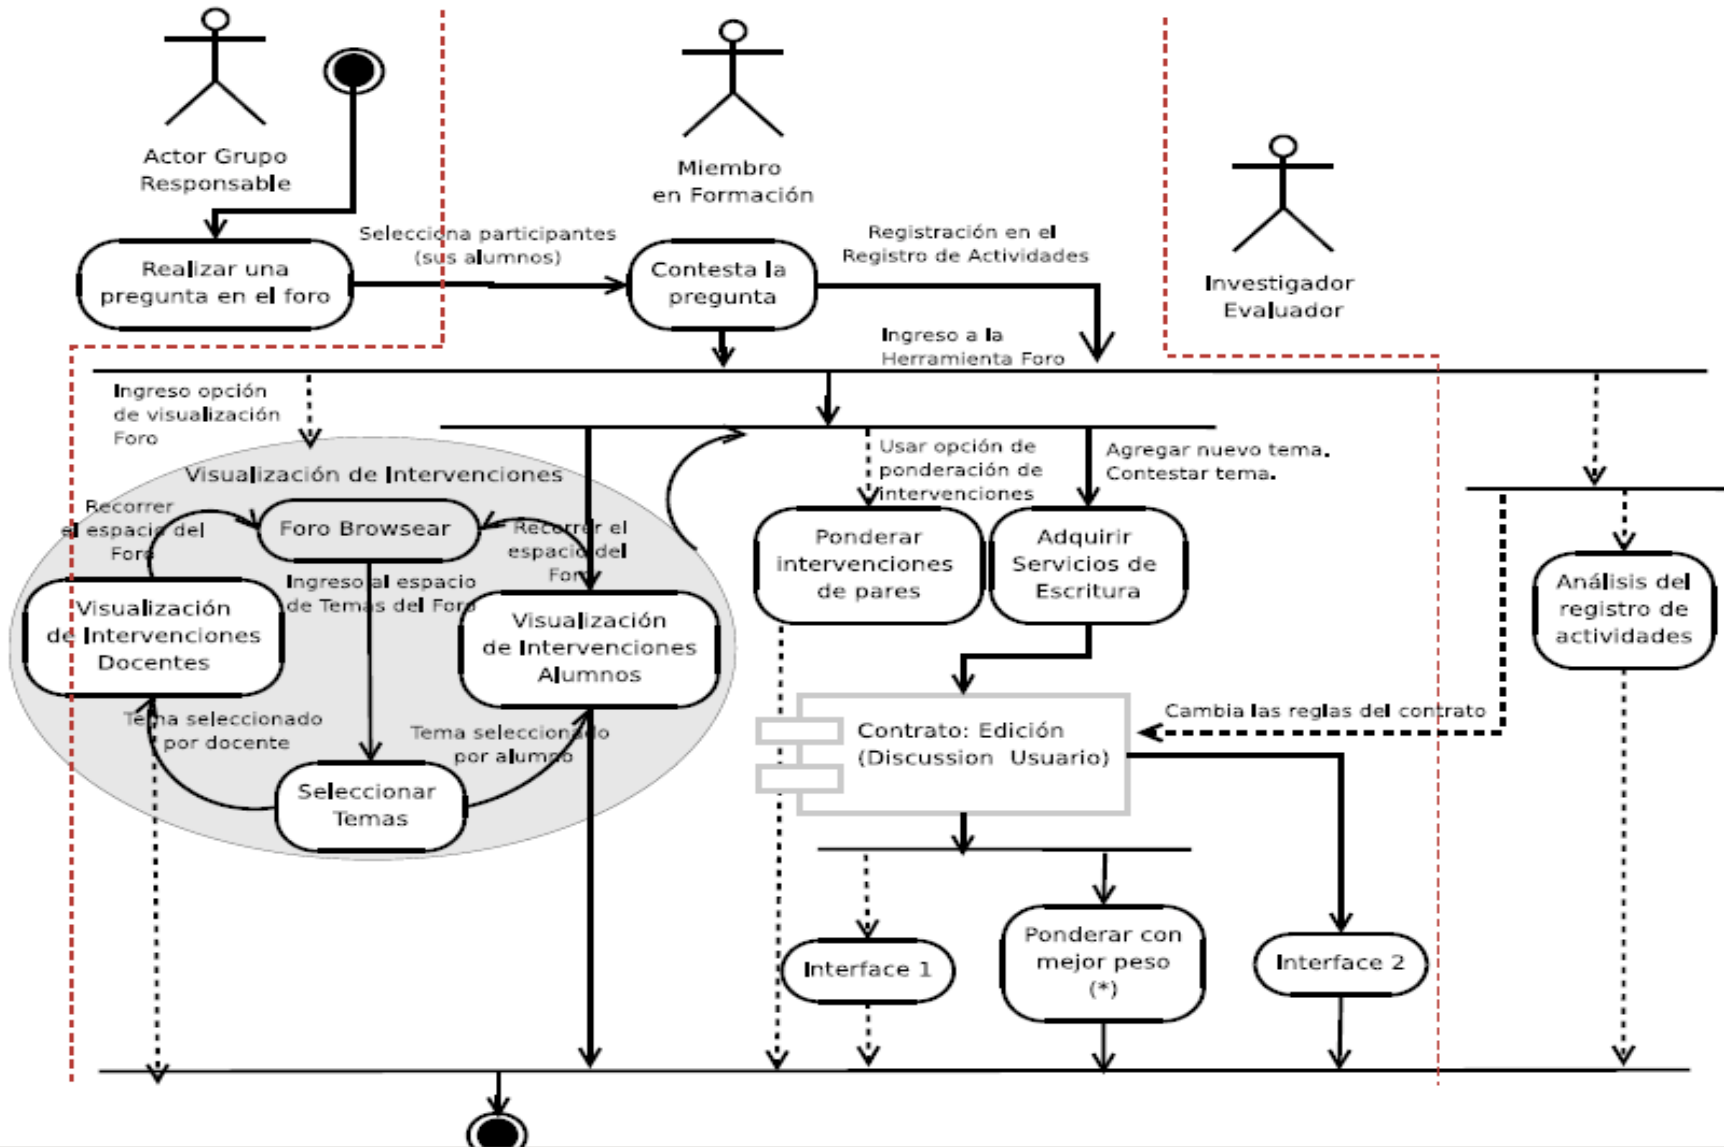 Actor Grupo
Responsable
Miembro
en Formación
Investigador
Evaluador
Realizar una
pregunta en el foro
Selecciona participantes
(sus alumnos)
Contesta la
pregunta
Registración en el
Registro de Actividades
Ingreso a la
Herramienta Foro
Ingreso opción
de visualización
Foro
Visualización de Intervenciones
Recorrer
el espacio del
Foro
Foro Browsear
Recorrer el
espacio del
Foro
Ingreso al espacio
de Temas del Foro
Visualización
de Intervenciones
Docentes
Visualización
de Intervenciones
Alumnos
Tema seleccionado
por docente
Tema seleccionado
por alumno
Seleccionar
Temas
Usar opción de
ponderación de
intervenciones
Agregar nuevo tema.
Contestar tema.
Ponderar
intervenciones
de pares
Adquirir
Servicios de
Escritura
Análisis del
registro de
actividades
Contrato: Edición
(Discussion Usuario)
Cambia las reglas del contrato
Interface 1
Ponderar con
mejor peso
(*)
Interface 2